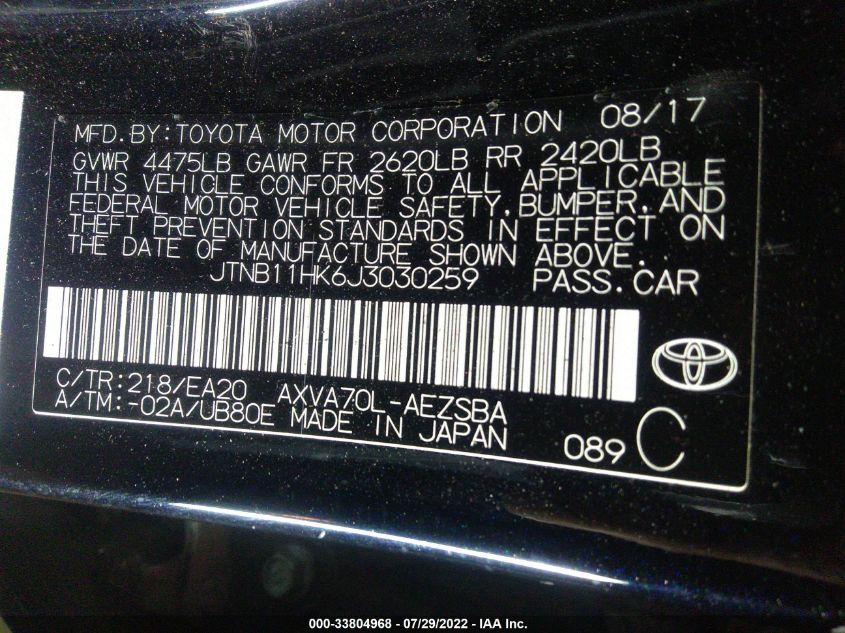 MFD.BY:TOYOTA MOTOR CORPORATION 08/17
GVWR 4475LB GAWR FR 2620LB RR 2420LB
THIS VEHICLE CONFORMS TO ALL APPLICABLE
FEDERAL MOTOR VEHICLE SAFETY,BUMPER,AND
THEFT PREVENTION STANDARDS IN EFFECT ON
THE DATE OF MANUFACTURE SHOWN ABOVE.
JTNB11HK6J3030259 PASS.CAR
C/TR:218/EA20 AXVA70L-AEZSBA
A/TM:-02A/UB80E MADE IN JAPAN
089 C
000-33804968 - 07/29/2022 - IAA Inc.